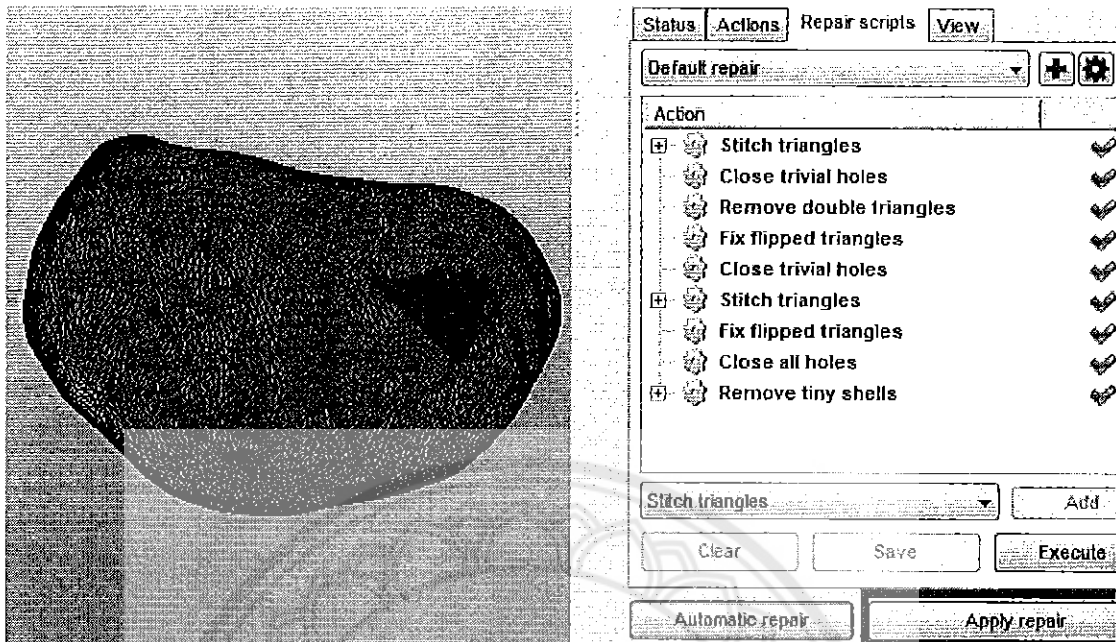 Status Actions Repair scripts View
Default repair
Action
Stitch triangles
Close trivial holes
Remove double triangles
Fix flipped triangles
Close trivial holes
Stitch triangles
Fix flipped triangles
Close all holes
Remove tiny shells
Stitch triangles Add
Clear Save Execute
Automatic repair Apply repair